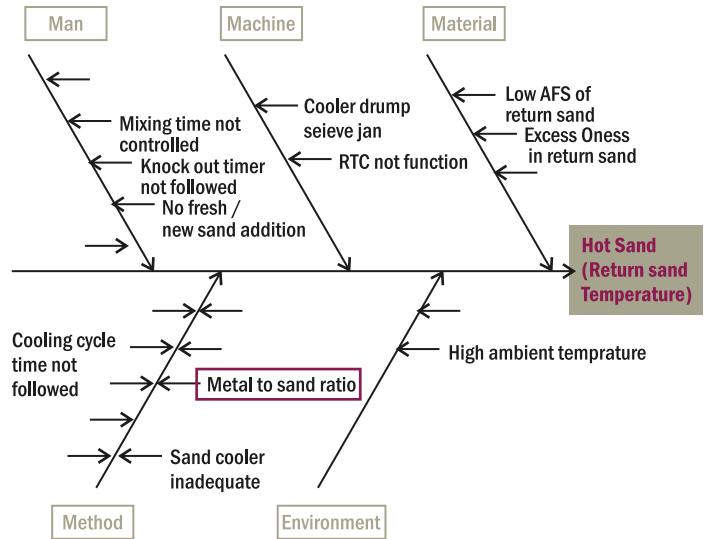 Man
Machine
Material
Mixing time not
controlled
Knock out timer
not followed
No fresh /
new sand addition
Cooler drump
seieve jan
RTC not function
Low AFS of
return sand
Excess Oness
in return sand
Hot Sand
(Return sand
Temperature)
Cooling cycle
time not
followed
Metal to sand ratio
Sand cooler
inadequate
High ambient temprature
Method
Environment